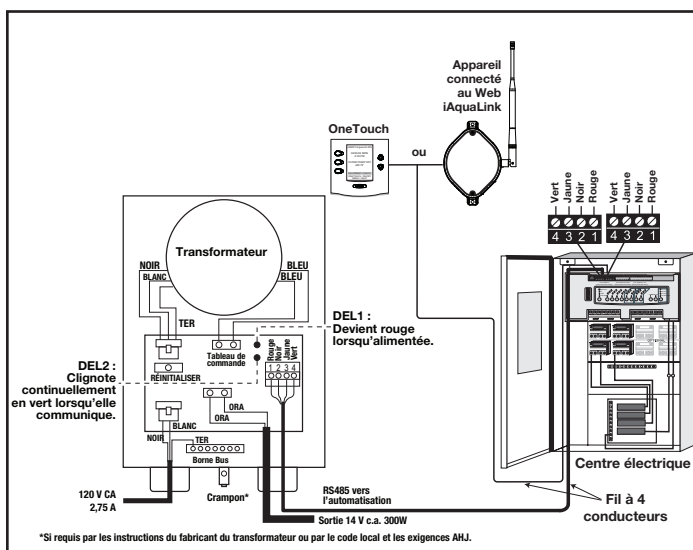 Appareil
connecté
au Web
iAquaLink
OneTouch
ou
Vert
Jaune
Noir
Rouge
4 3 2 1
Vert
Jaune
Noir
Rouge
4 3 2 1
Transformateur
NOIR
BLANC
BLEU
BLEU
TER
DEL1 :
Devient rouge
lorsqu'alimentée.
Tableau de
commande
RÉINITIALISER
Rouge
Noir
Jaune
Vert
1 2 3 4
DEL2 :
Clignote
continuellement
en vert lorsqu'elle
communique.
ORA
ORA
BLANC
NOIR
TER
Borne Bus
Centre électrique
120 V CA
2,75 A
Crampon*
RS485 vers
l'automatisation
Fil à 4
conducteurs
Sortie 14 V c.a. 300W
*Si requis par les instructions du fabricant du transformateur ou par le code local et les exigences AHJ.